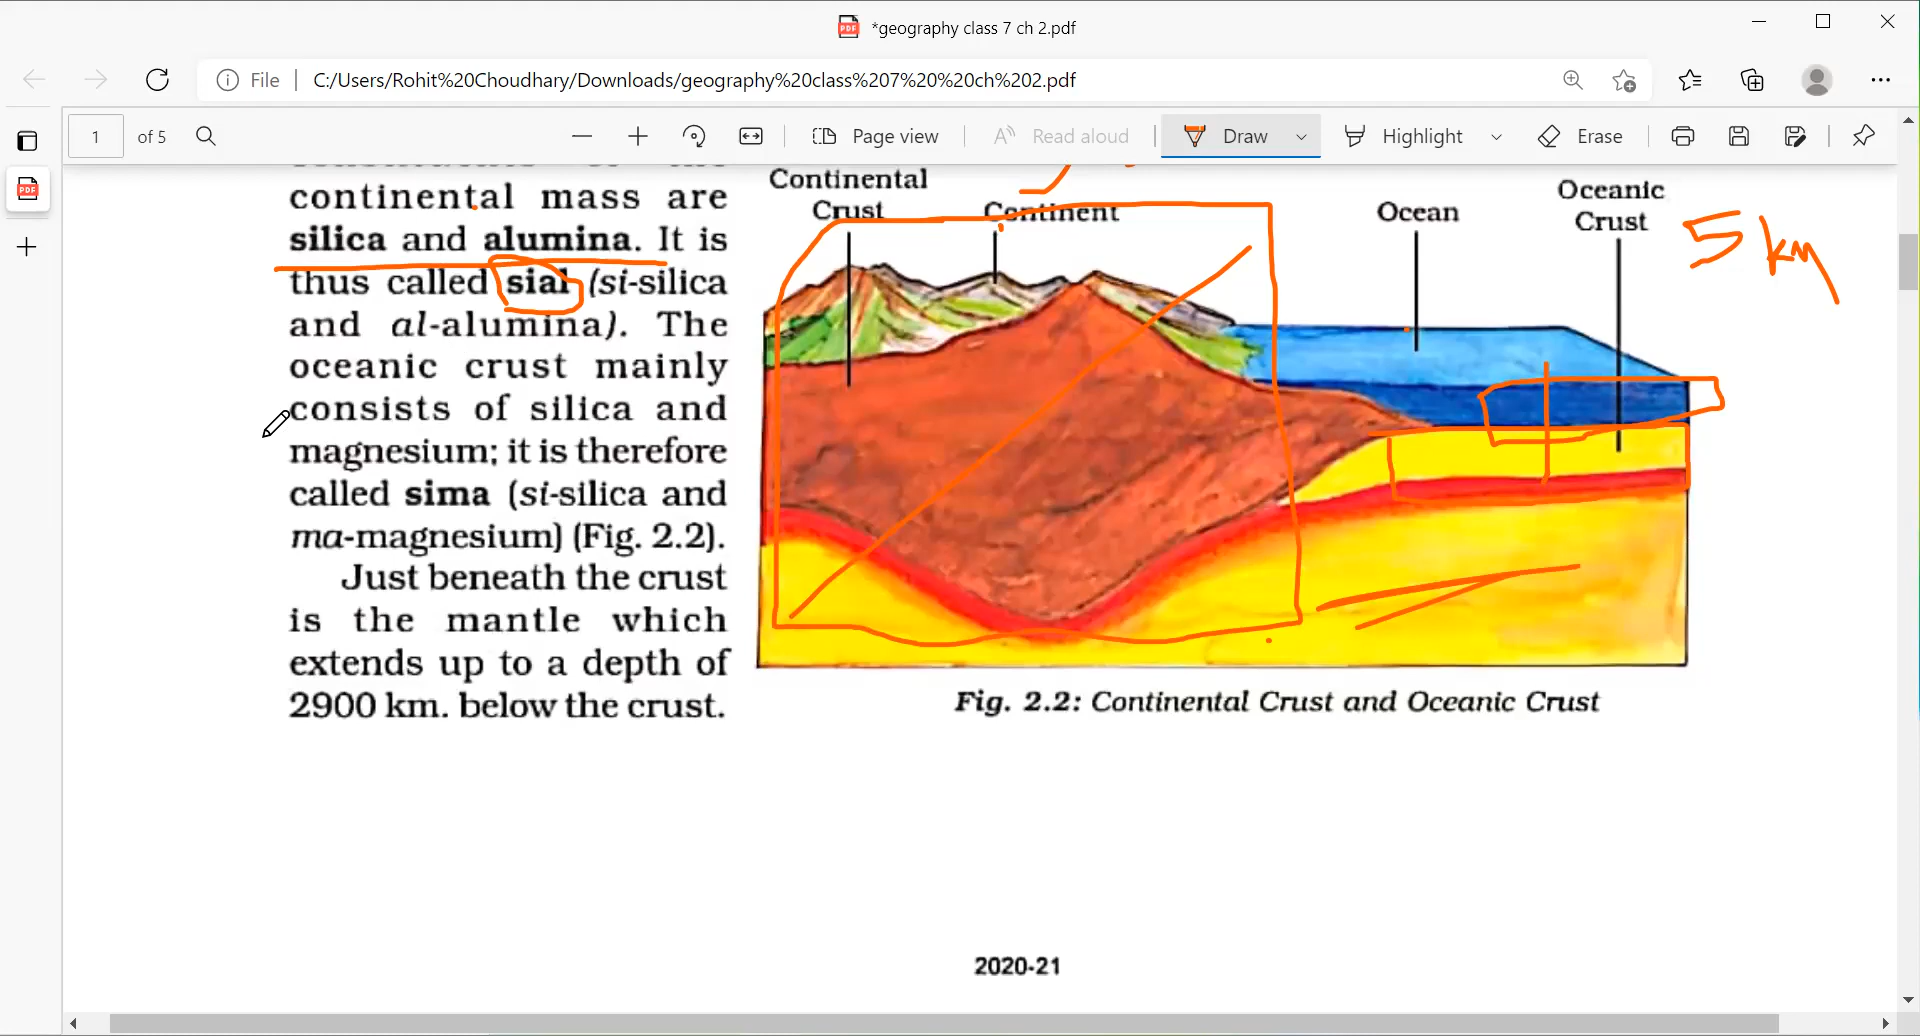 *geography class 7 ch 2.pdf
File
C:/Users/Rohit%20Choudhary/Downloads/geography%20class%207%20%20ch%202.pdf
1 of 5
Page view
Read aloud
Draw
Highlight
Erase
continental mass are
silica and alumina. It is
thus called sial (si-silica
and al-alumina). The
oceanic crust mainly
consists of silica and
magnesium; it is therefore
called sima (si-silica and
ma-magnesium) (Fig. 2.2).
Just beneath the crust
is the mantle which
extends up to a depth of
2900 km. below the crust.
Continental
Crust
Continent
Ocean
Oceanic
Crust
5 km
Fig. 2.2: Continental Crust and Oceanic Crust
2020-21